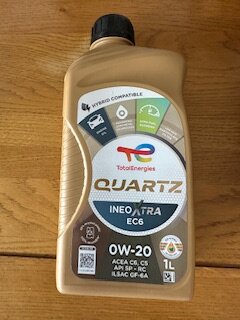 HYBRID COMPATIBLE
TotalEnergies
QUARTZ
INEO XTRA
EC6
0W-20
ACEA C6, C5
API SP - RC
ILSAC GF-6A
1L